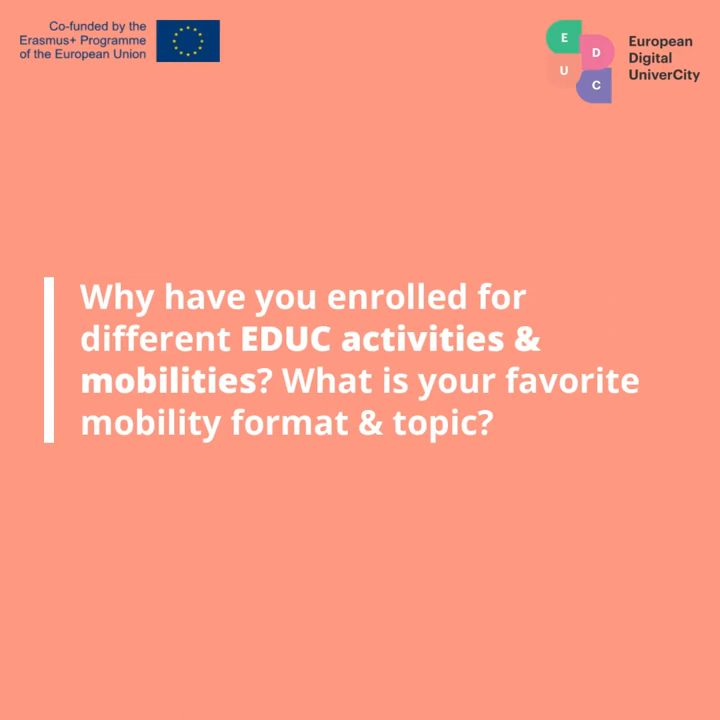 Co-funded by the
Erasmus+ Programme
of the European Union
E
D
U
C
European
Digital
UniverCity
Why have you enrolled for
different EDUC activities &
mobilities? What is your favorite
mobility format & topic?